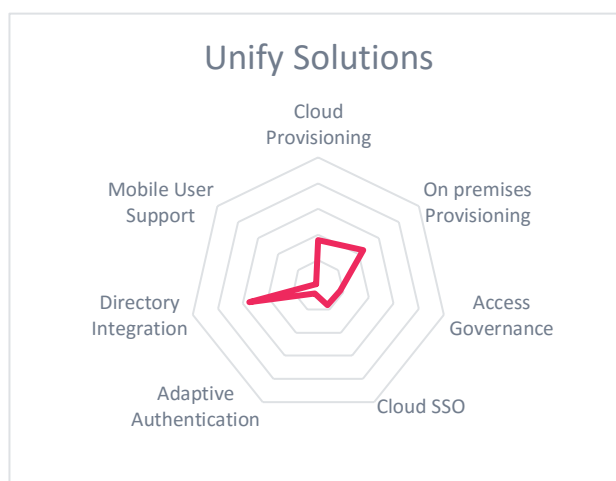 Unify Solutions
Cloud
Provisioning
On premises
Provisioning
Access
Governance
Cloud SSO
Adaptive
Authentication
Directory
Integration
Mobile User
Support